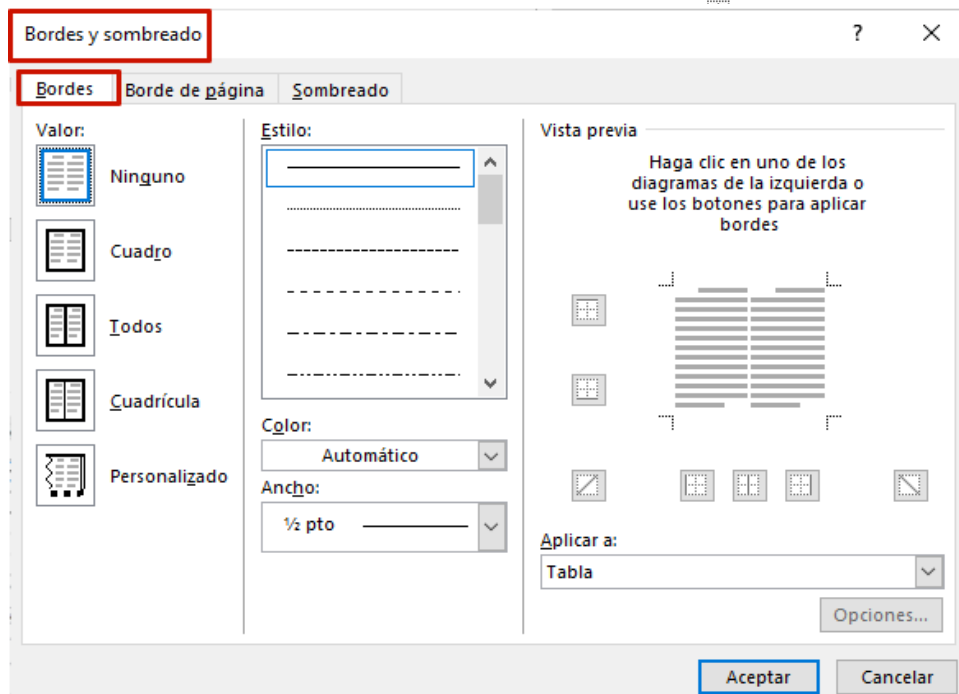 Bordes y sombreado
?
Bordes
Borde de página
Sombreado
Valor:
Ninguno
Cuadro
Todos
Cuadrícula
Personalizado
Estilo:
Color:
Automático
Ancho:
½ pto
Vista previa
Haga clic en uno de los
diagramas de la izquierda o
use los botones para aplicar
bordes
Aplicar a:
Tabla
Opciones...
Aceptar
Cancelar